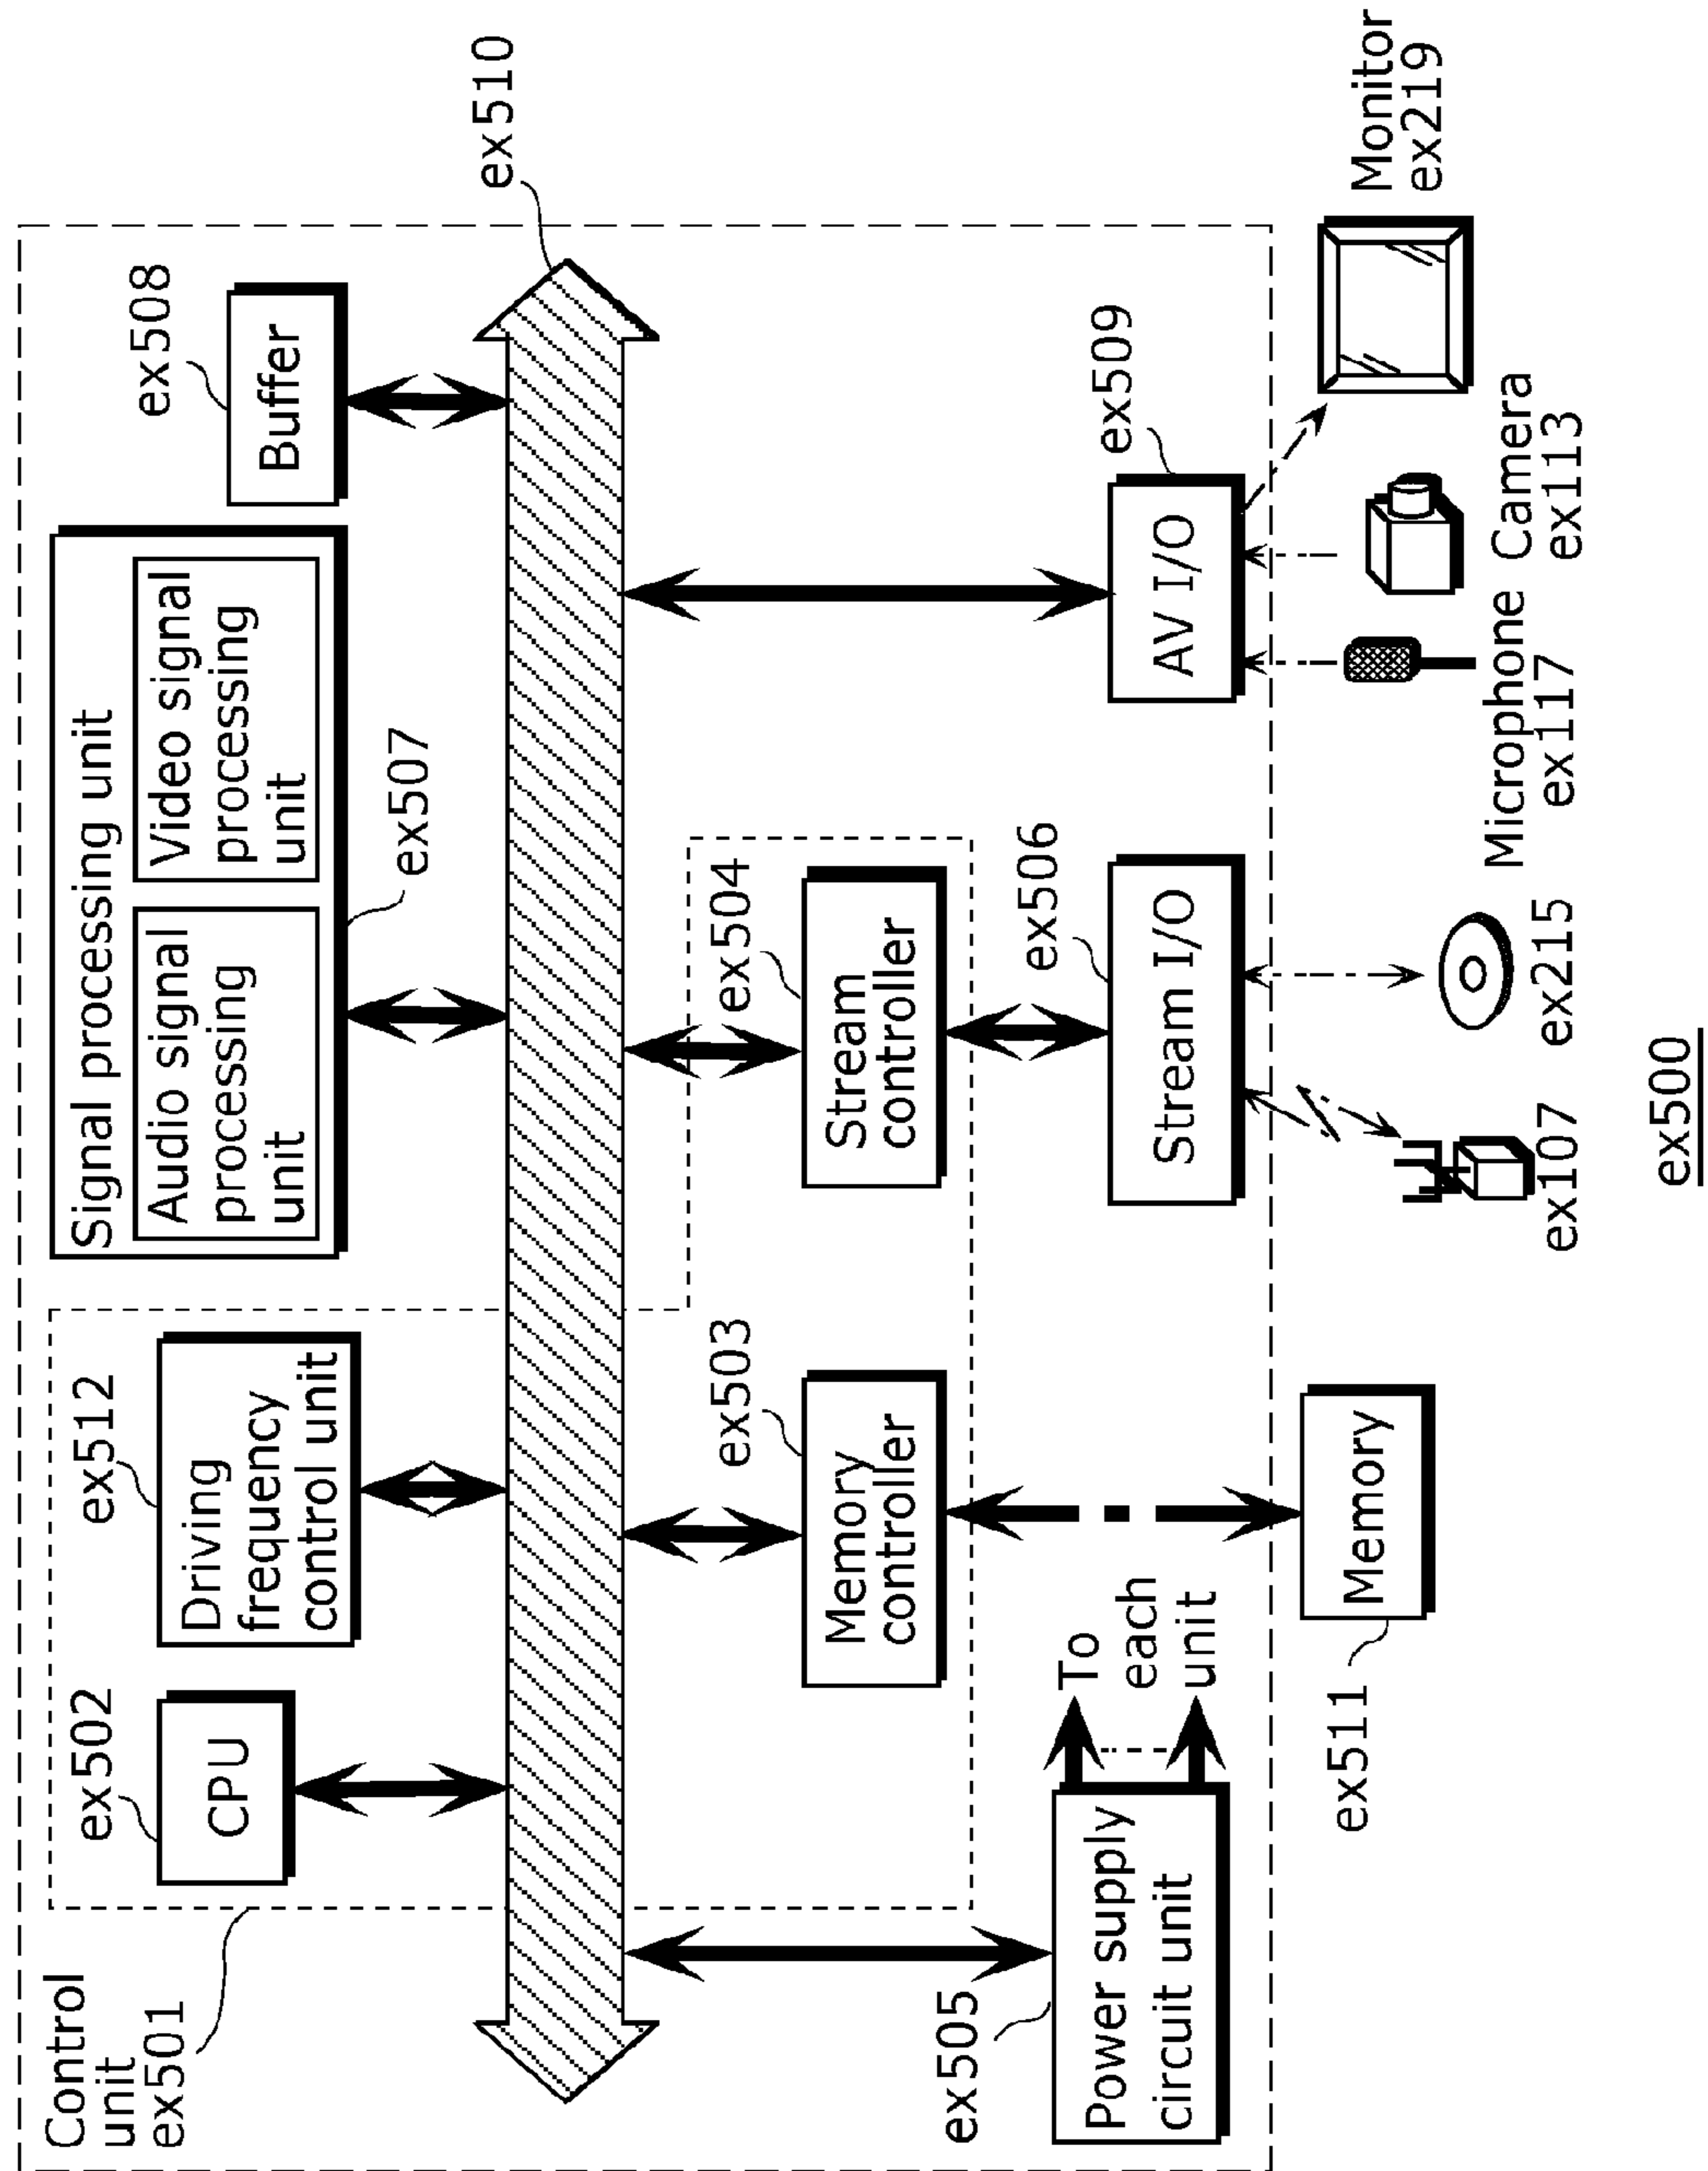 Control
unit
ex501
ex502
CPU
ex512
Driving
frequency
control unit
Signal processing unit
Audio signal
processing
unit
Video signal
processing
unit
ex507
ex508
Buffer
ex510
ex503
Memory
controller
ex504
Stream
controller
ex505
Power supply
circuit unit
To
each
unit
ex506
Stream I/O
ex509
AV I/O
ex511
Memory
ex107
ex215
Microphone
ex117
Camera
ex113
Monitor
ex219
ex500